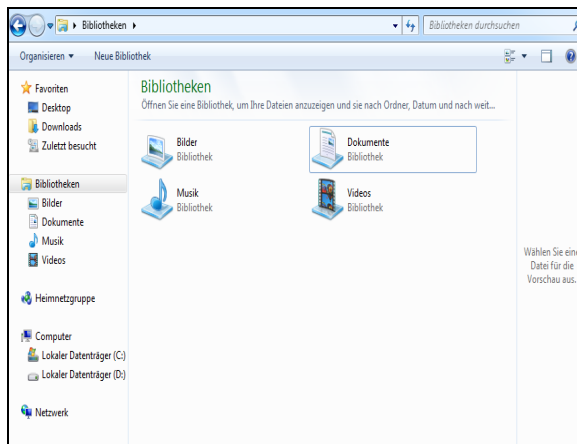 Bibliotheken
Bibliotheken durchsuchen
Organisieren
Neue Bibliothek
Favoriten
Desktop
Downloads
Zuletzt besucht
Bibliotheken
Bilder
Dokumente
Musik
Videos
Heimnetzgruppe
Computer
Lokaler Datenträger (C:)
Lokaler Datenträger (D:)
Netzwerk
Bibliotheken
Öffnen Sie eine Bibliothek, um Ihre Dateien anzuzeigen und sie nach Ordner, Datum und nach weit...
Bilder
Bibliothek
Dokumente
Bibliothek
Musik
Bibliothek
Videos
Bibliothek
Wählen Sie eine
Datei für die
Vorschau aus.